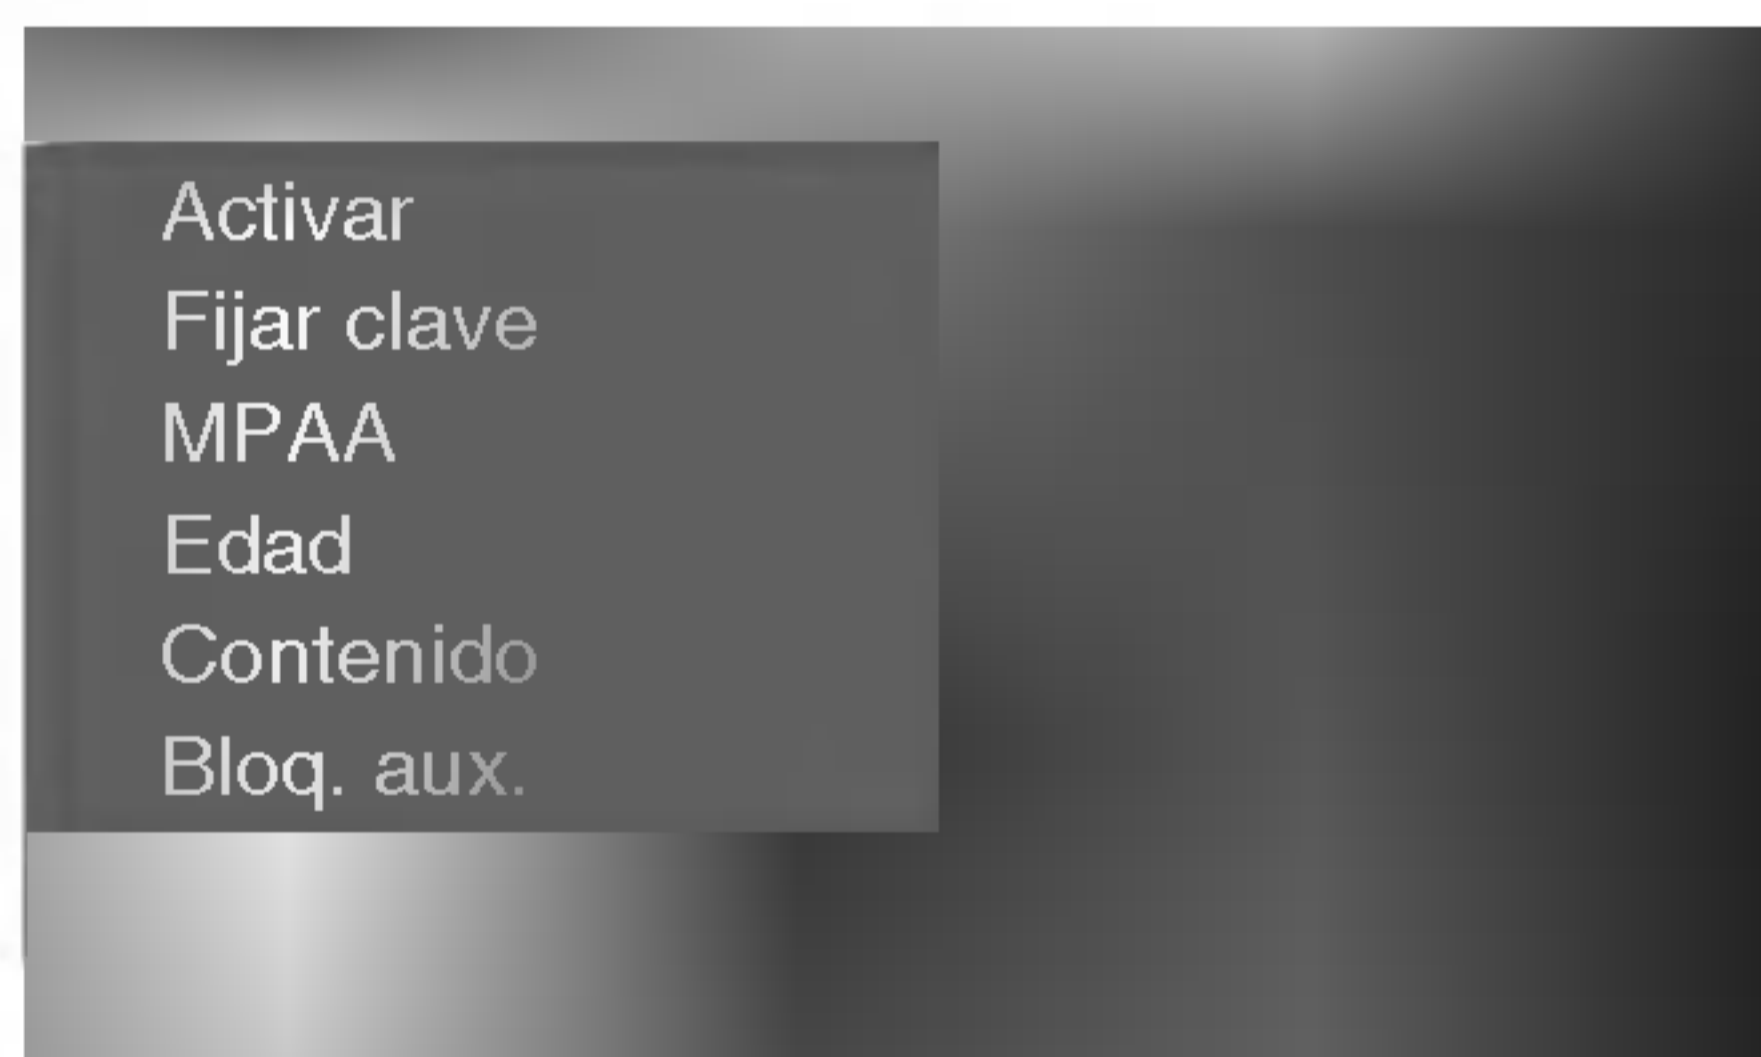 Activar
Fijar clave
MPAA
Edad
Contenido
Bloq. aux.